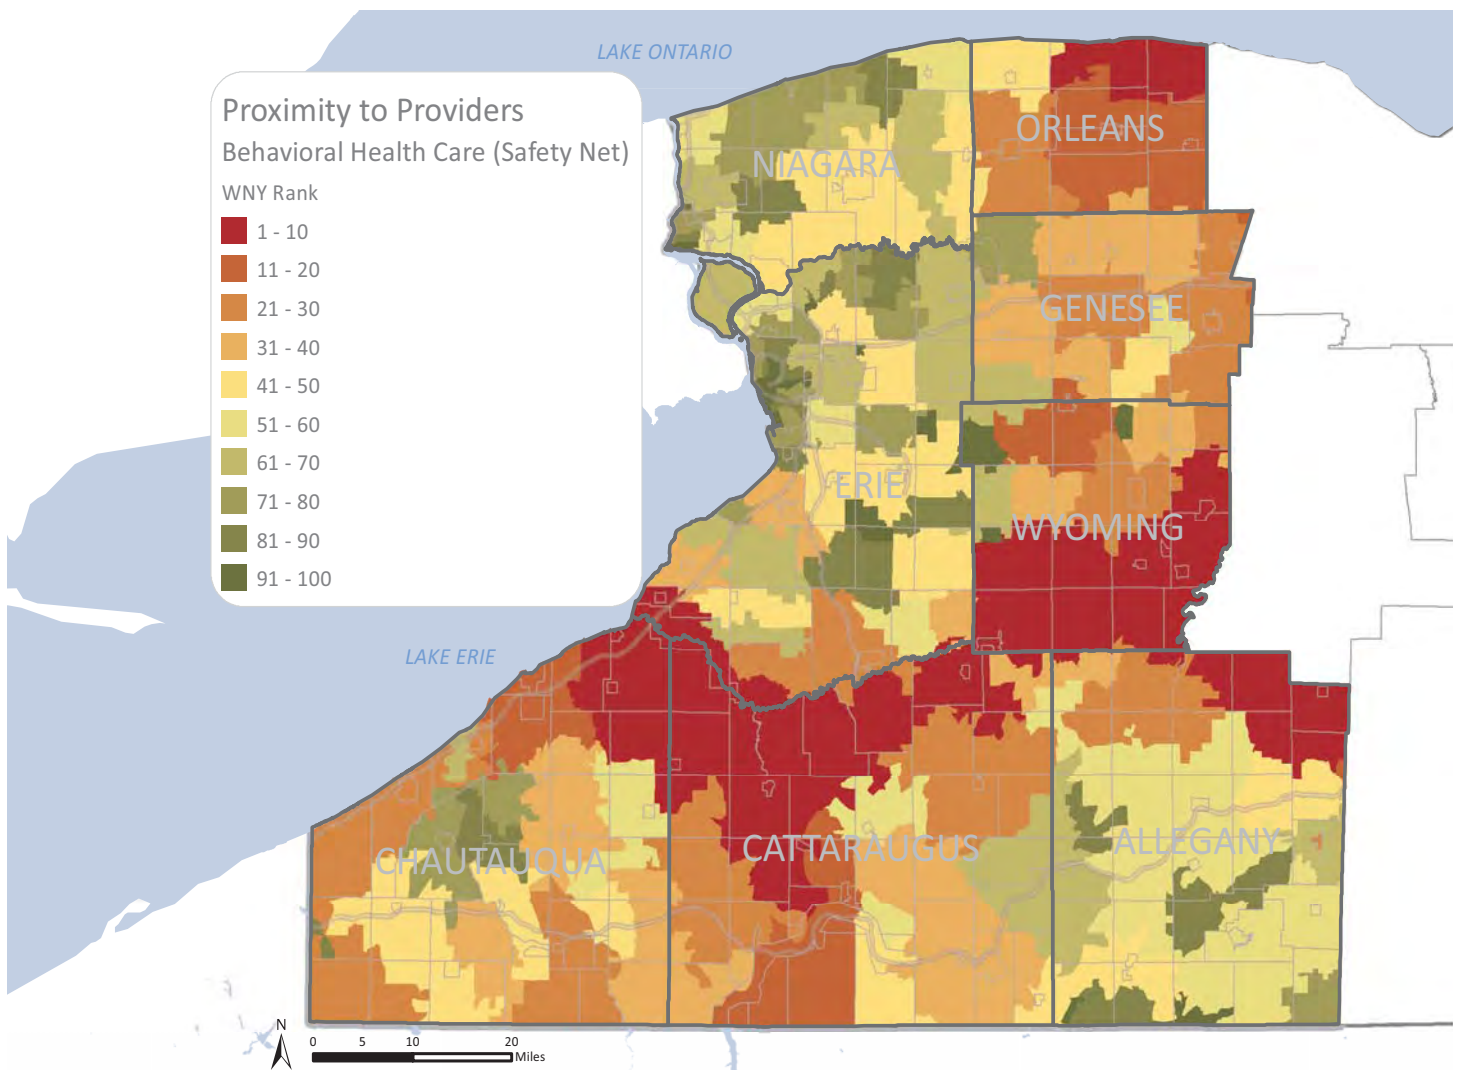 LAKE ONTARIO
Proximity to Providers
Behavioral Health Care (Safety Net)
WNY Rank
1 - 10
11 - 20
21 - 30
31 - 40
41 - 50
51 - 60
61 - 70
71 - 80
81 - 90
91 - 100
ORLEANS
NIAGARA
GENESEE
ERIE
WYOMING
LAKE ERIE
CHAUTAUQUA
CATTARAUGUS
ALLEGANY
N
0 5 10 20
Miles